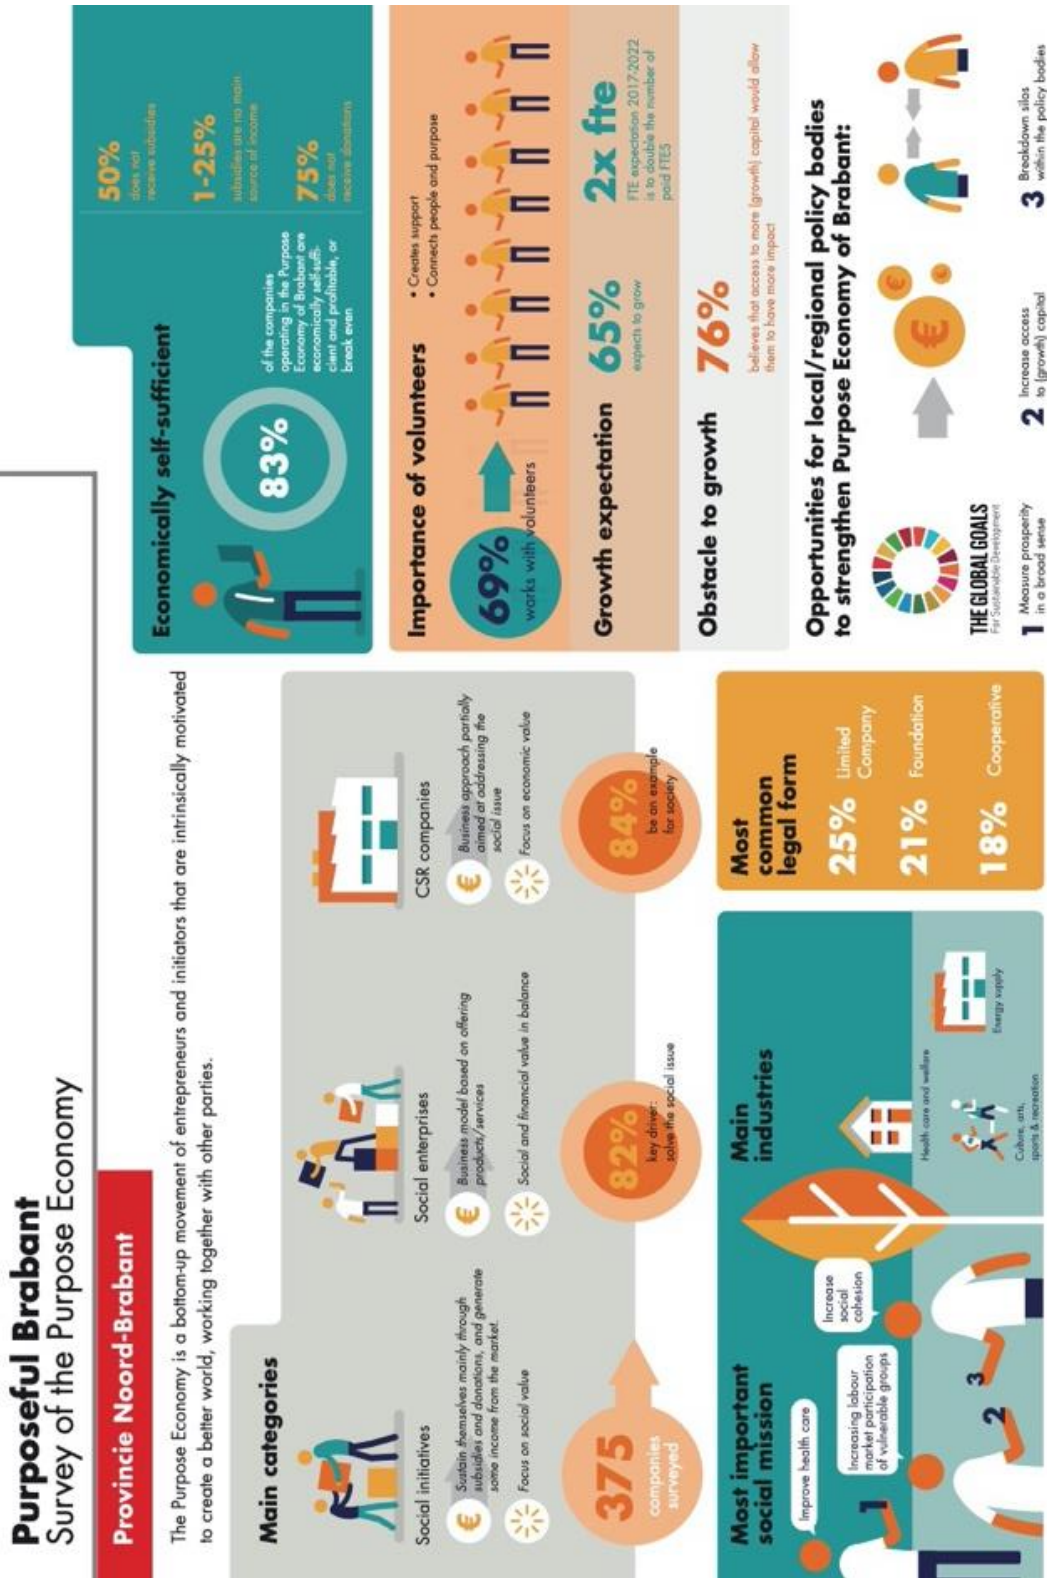 Purposeful Brabant
Survey of the Purpose Economy
Provincie Noord-Brabant
The Purpose Economy is a bottom-up movement of entrepreneurs and initiators that are intrinsically motivated
to create a better world, working together with other parties.
Main categories
Social initiatives
€
Sustain themselves mainly through
subsidies and donations, and generate
some income from the market.
Focus on social value
Social enterprises
€
Business model based on offering
products/services
Social and financial value in balance
CSR companies
€
Business approach partially
aimed at addressing the
social issue
Focus on economic value
375
companies
surveyed
82%
key driver:
solve the social issue
84%
be an example
for society
Most important
social mission
Improve health care
Increasing labour
market participation
of vulnerable groups
Increase
social
cohesion
1
2
3
Main
industries
Health care and welfare
Culture, arts,
sports & recreation
Energy supply
Most
common
legal form
25% Limited
Company
21% Foundation
18% Cooperative
Economically self-sufficient
83%
of the companies
operating in the Purpose
Economy of Brabant are
economically self-suffi-
cient and profitable, or
break even
50%
does not
receive subsidies
1-25%
subsidies are no main
source of income
75%
does not
receive donations
Importance of volunteers
• Creates support
• Connects people and purpose
69%
works with volunteers
Growth expectation
65%
expects to grow
2x fte
FTE expectation 2017-2022
is to double the number of
paid FTES
Obstacle to growth
76%
believes that access to more (growth) capital would allow
them to have more impact
Opportunities for local/regional policy bodies
to strengthen Purpose Economy of Brabant:
THE GLOBAL GOALS
For Sustainable Development
1 Measure prosperity
in a broad sense
€
€
€
2 Increase access
to (growth) capital
3 Breakdown silos
within the policy bodies